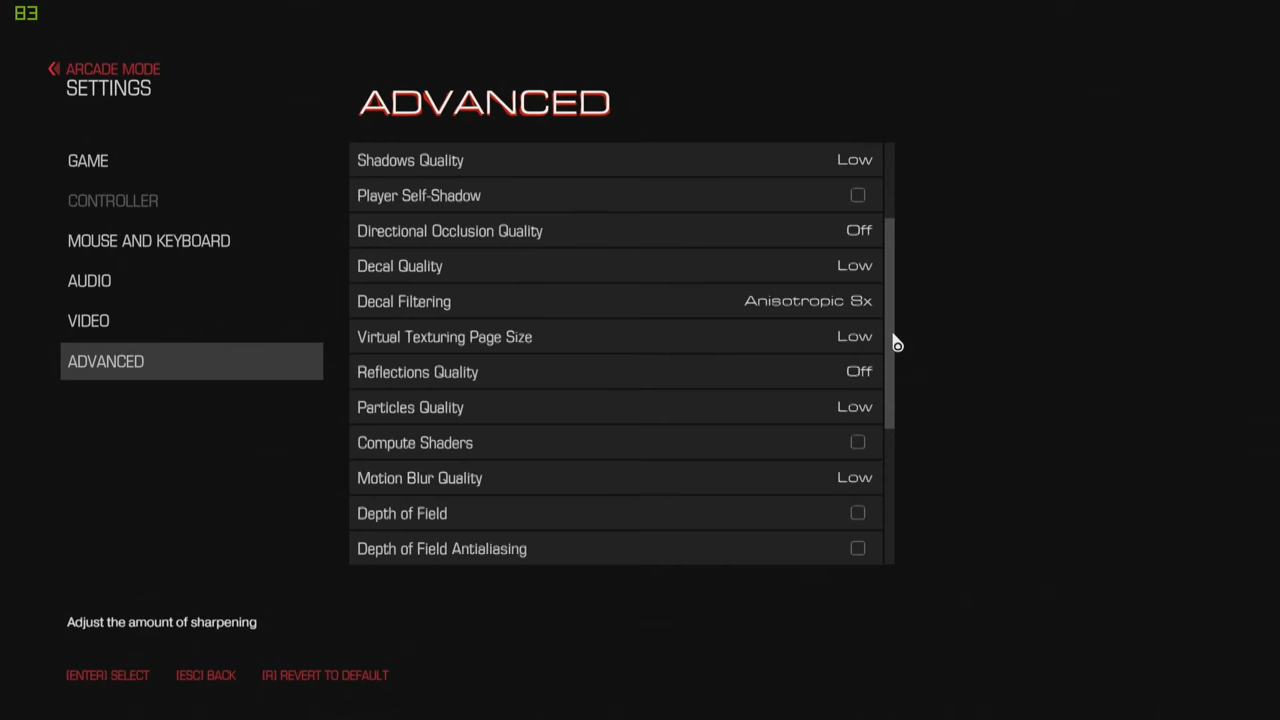 83
ARCADE MODE
SETTINGS
ADVANCED
GAME
CONTROLLER
MOUSE AND KEYBOARD
AUDIO
VIDEO
ADVANCED
Shadows Quality Low
Player Self-Shadow
Directional Occlusion Quality Off
Decal Quality Low
Decal Filtering Anisotropic 8x
Virtual Texturing Page Size Low
Reflections Quality Off
Particles Quality Low
Compute Shaders
Motion Blur Quality Low
Depth of Field
Depth of Field Antialiasing
Adjust the amount of sharpening
[ENTER] SELECT [ESC] BACK [R] REVERT TO DEFAULT